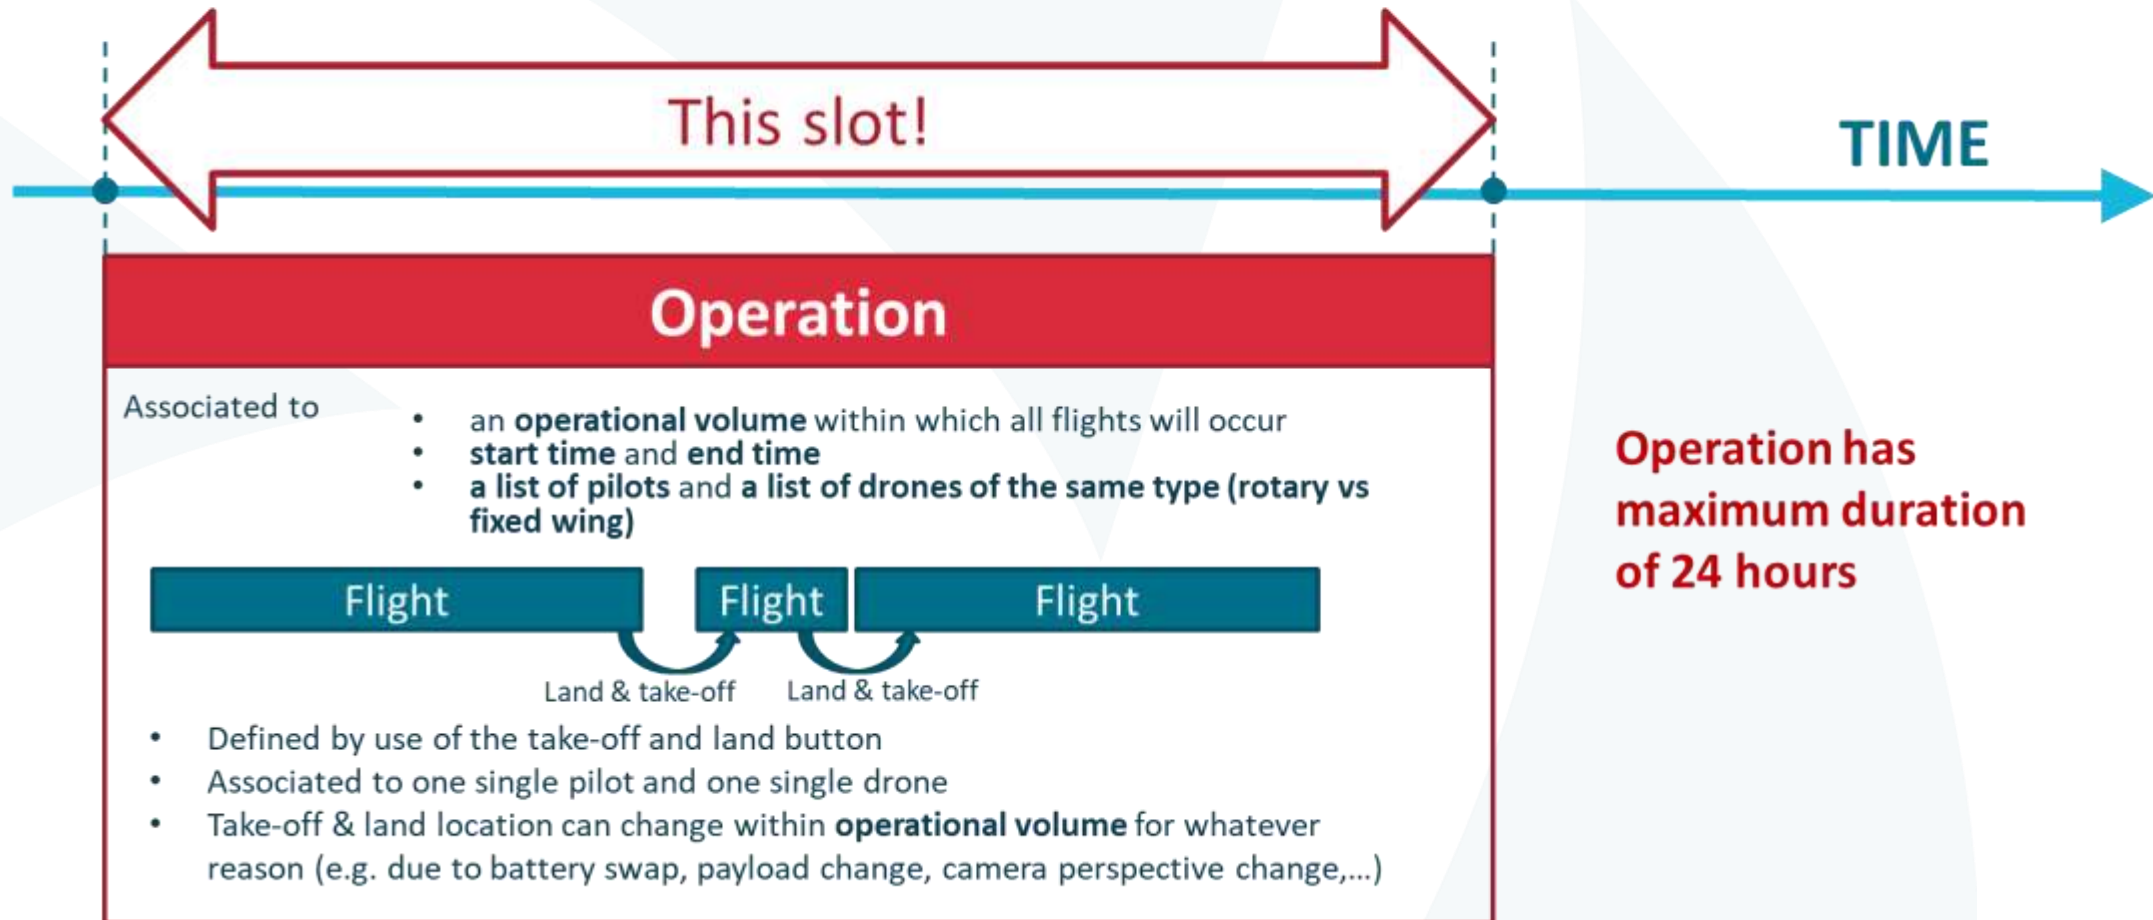 This slot!
TIME
Operation
Associated to
• an operational volume within which all flights will occur
• start time and end time
• a list of pilots and a list of drones of the same type (rotary vs
fixed wing)
Operation has
maximum duration
of 24 hours
Flight
Flight
Flight
Land & take-off
Land & take-off
• Defined by use of the take-off and land button
• Associated to one single pilot and one single drone
• Take-off & land location can change within operational volume for whatever
reason (e.g. due to battery swap, payload change, camera perspective change,...)